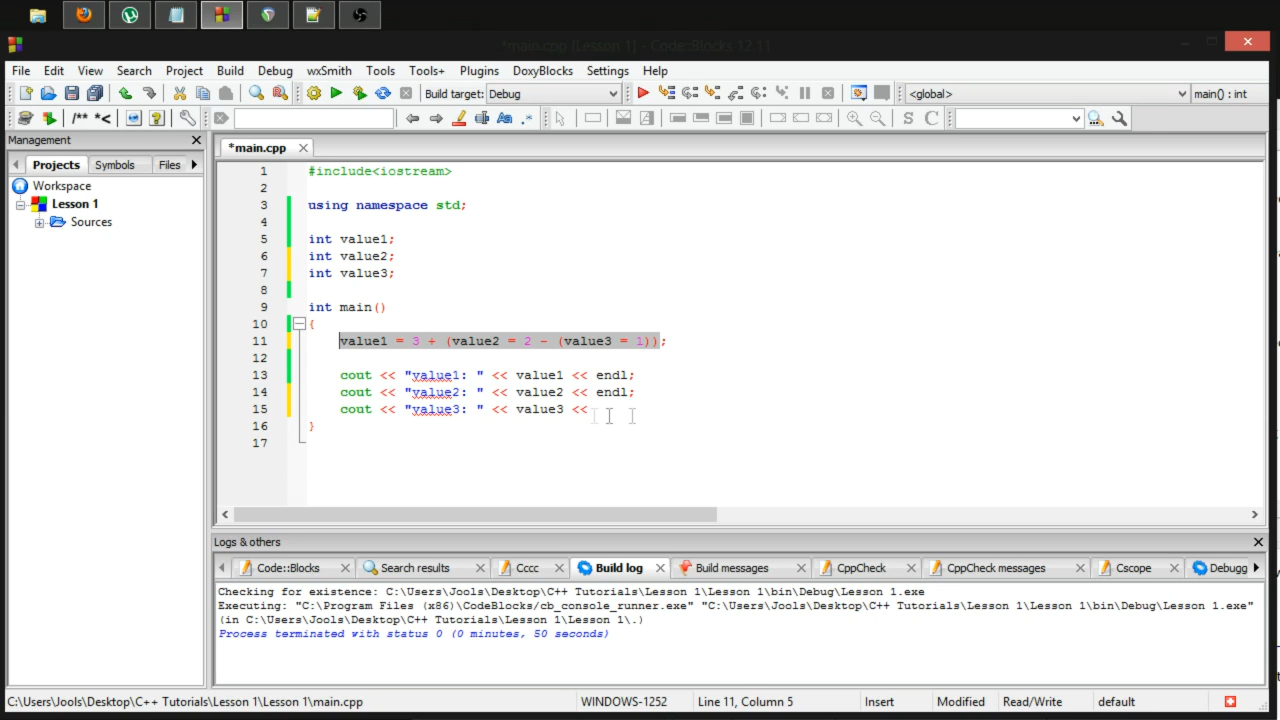 *main.cpp [Lesson 1] - Code::Blocks 12.11
File Edit View Search Project Build Debug wxSmith Tools Tools+ Plugins DoxyBlocks Settings Help
Build target: Debug <global> main() : int
/** *<
Management
Projects Symbols Files
Workspace
Lesson 1
Sources
*main.cpp
1 #include<iostream>
2
3 using namespace std;
4
5 int value1;
6 int value2;
7 int value3;
8
9 int main()
10 {
11 value1 = 3 + (value2 = 2 - (value3 = 1));
12
13 cout << "value1: " << value1 << endl;
14 cout << "value2: " << value2 << endl;
15 cout << "value3: " << value3 <<
16 }
17
Logs & others
Code::Blocks Search results Cccc Build log Build messages CppCheck CppCheck messages Cscope Debugg
Checking for existence: C:\Users\Jools\Desktop\C++ Tutorials\Lesson 1\Lesson 1\bin\Debug\Lesson 1.exe
Executing: "C:\Program Files (x86)\CodeBlocks/cb_console_runner.exe" "C:\Users\Jools\Desktop\C++ Tutorials\Lesson 1\Lesson 1\bin\Debug\Lesson 1.exe"
(in C:\Users\Jools\Desktop\C++ Tutorials\Lesson 1\Lesson 1\.)
Process terminated with status 0 (0 minutes, 50 seconds)
C:\Users\Jools\Desktop\C++ Tutorials\Lesson 1\Lesson 1\main.cpp WINDOWS-1252 Line 11, Column 5 Insert Modified Read/Write default